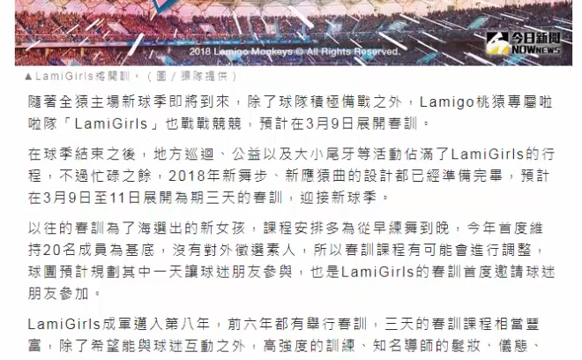 2018 Lamigo Monkeys © All Rights Reserved.
今日新聞
NOWNEWS
▲LamiGirls將開訓。（圖／球隊提供）
隨著全猿主場新球季即將到來，除了球隊積極備戰之外，Lamigo桃猿專屬啦
啦隊「LamiGirls」也戰戰兢兢，預計在3月9日展開春訓。
在球季結束之後，地方巡迴、公益以及大小尾牙等活動佔滿了LamiGirls的行
程，不過忙碌之餘，2018年新舞步、新應猿曲的設計都已經準備完畢，預計
在3月9日至11日展開為期三天的春訓，迎接新球季。
以往的春訓為了海選出的新女孩，課程安排多為從早練舞到晚，今年首度維
持20名成員為基底，沒有對外徵選素人，所以春訓課程有可能會進行調整，
球團預計規劃其中一天讓球迷朋友參與，也是LamiGirls的春訓首度邀請球迷
朋友參加。
LamiGirls成軍邁入第八年，前六年都有舉行春訓，三天的春訓課程相當豐
富，除了希望能與球迷互動之外，高強度的訓練、知名導師的髮妝、儀態、